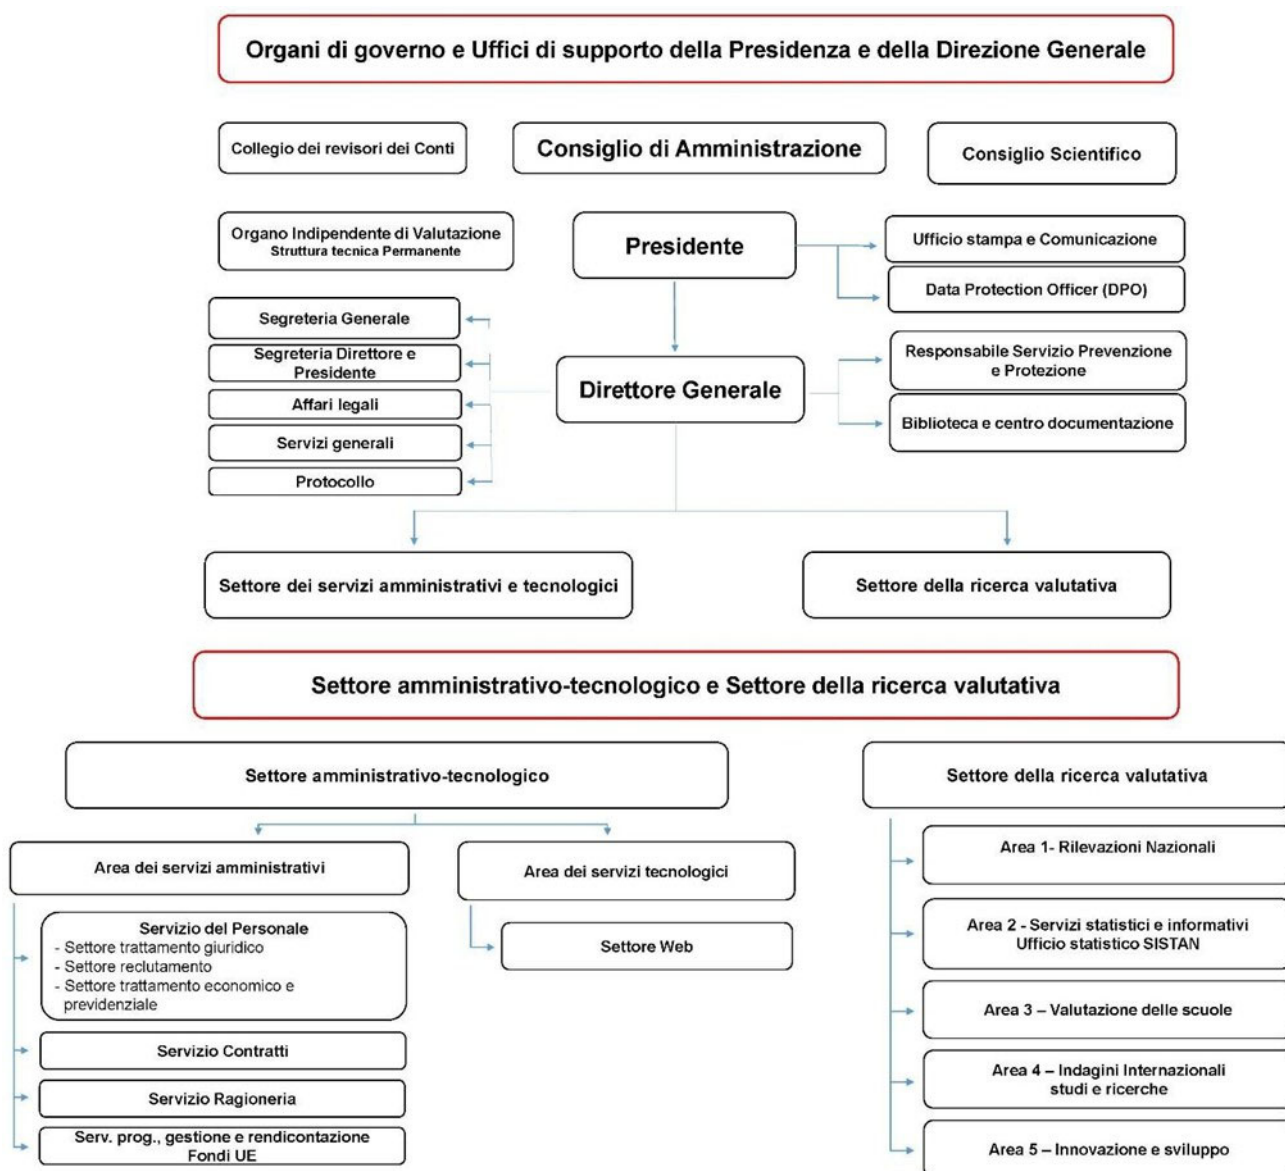 Organi di governo e Uffici di supporto della Presidenza e della Direzione Generale
Collegio dei revisori dei Conti
Consiglio di Amministrazione
Consiglio Scientifico
Organo Indipendente di Valutazione
Struttura tecnica Permanente
Presidente
Ufficio stampa e Comunicazione
Data Protection Officer (DPO)
Segreteria Generale
Segreteria Direttore e
Presidente
Affari legali
Servizi generali
Protocollo
Direttore Generale
Responsabile Servizio Prevenzione
e Protezione
Biblioteca e centro documentazione
Settore dei servizi amministrativi e tecnologici
Settore della ricerca valutativa
Settore amministrativo-tecnologico e Settore della ricerca valutativa
Settore amministrativo-tecnologico
Settore della ricerca valutativa
Area dei servizi amministrativi
Servizio del Personale
- Settore trattamento giuridico
- Settore reclutamento
- Settore trattamento economico e
previdenziale
Servizio Contratti
Servizio Ragioneria
Serv. prog., gestione e rendicontazione
Fondi UE
Area dei servizi tecnologici
Settore Web
Area 1- Rilevazioni Nazionali
Area 2 - Servizi statistici e informativi
Ufficio statistico SISTAN
Area 3 – Valutazione delle scuole
Area 4 – Indagini Internazionali
studi e ricerche
Area 5 – Innovazione e sviluppo